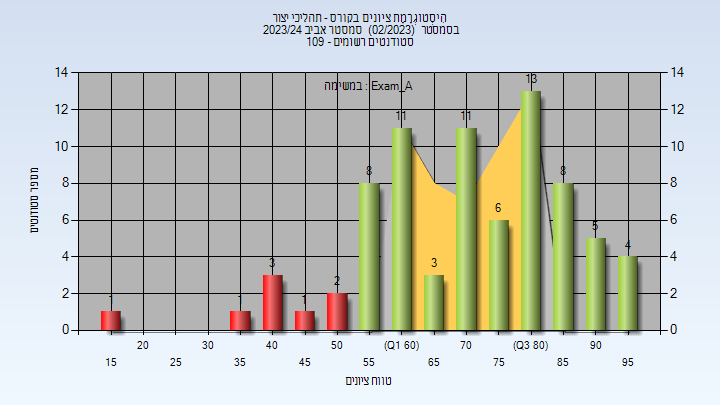 היסטוגרמת ציונים בקורס - תהליכי יצור
בסמסטר (02/2023) סמסטר אביב 2023/24
סטודנטים רשומים - 109
במשימה : Exam_A
מספר סטודנטים
14 14
12 12
10 10
8 8
6 6
4 4
2 2
0 0
1 1 3 1 2 8 11 3 11 6 13 8 5 4
20 30 40 50 (Q1 60) 70 (Q3 80) 90
15 25 35 45 55 65 75 85 95
טווח ציונים